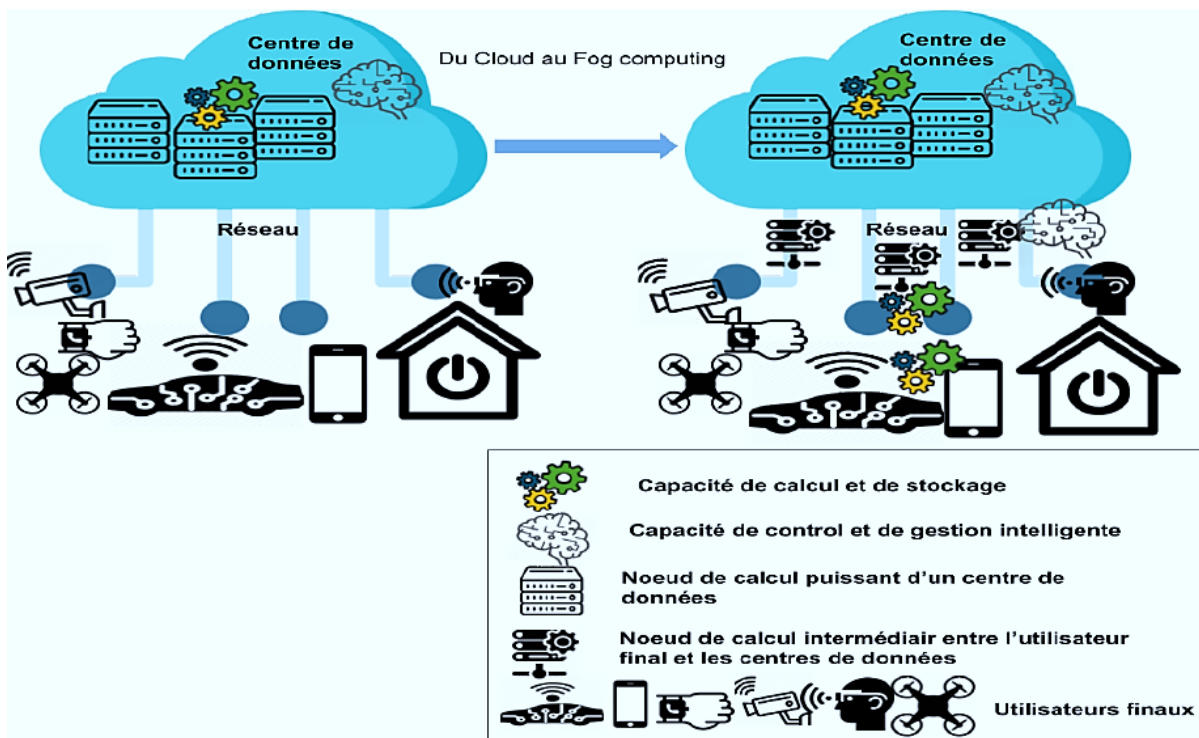 Centre de
données
Du Cloud au Fog computing
Centre de
données
Réseau
Réseau
Capacité de calcul et de stockage
Capacité de control et de gestion intelligente
Noeud de calcul puissant d'un centre de
données
Noeud de calcul intermédiair entre l'utilisateur
final et les centres de données
Utilisateurs finaux